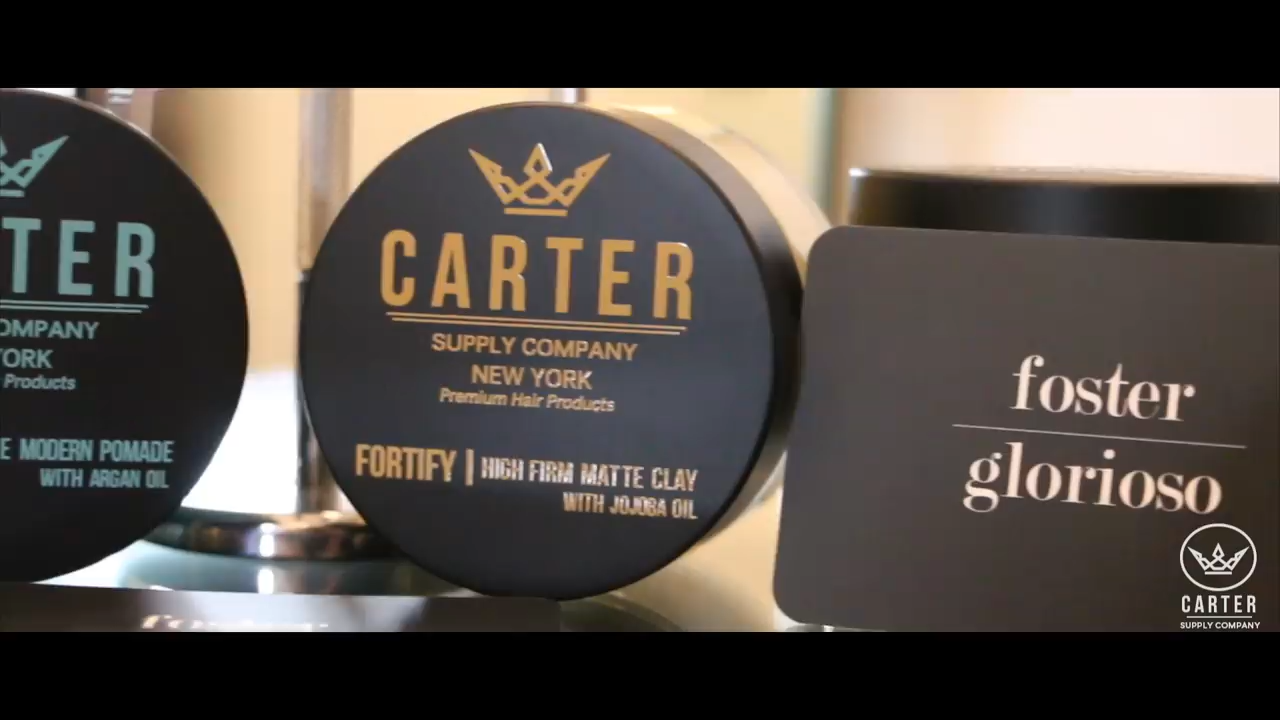 TER
OMPANY
YORK
Products
E MODERN POMADE
WITH ARGAN OIL
CARTER
SUPPLY COMPANY
NEW YORK
Premium Hair Products
FORTIFY | HIGH FIRM MATTE CLAY
WITH JOJOBA OIL
foster
glorioso
CARTER
SUPPLY COMPANY